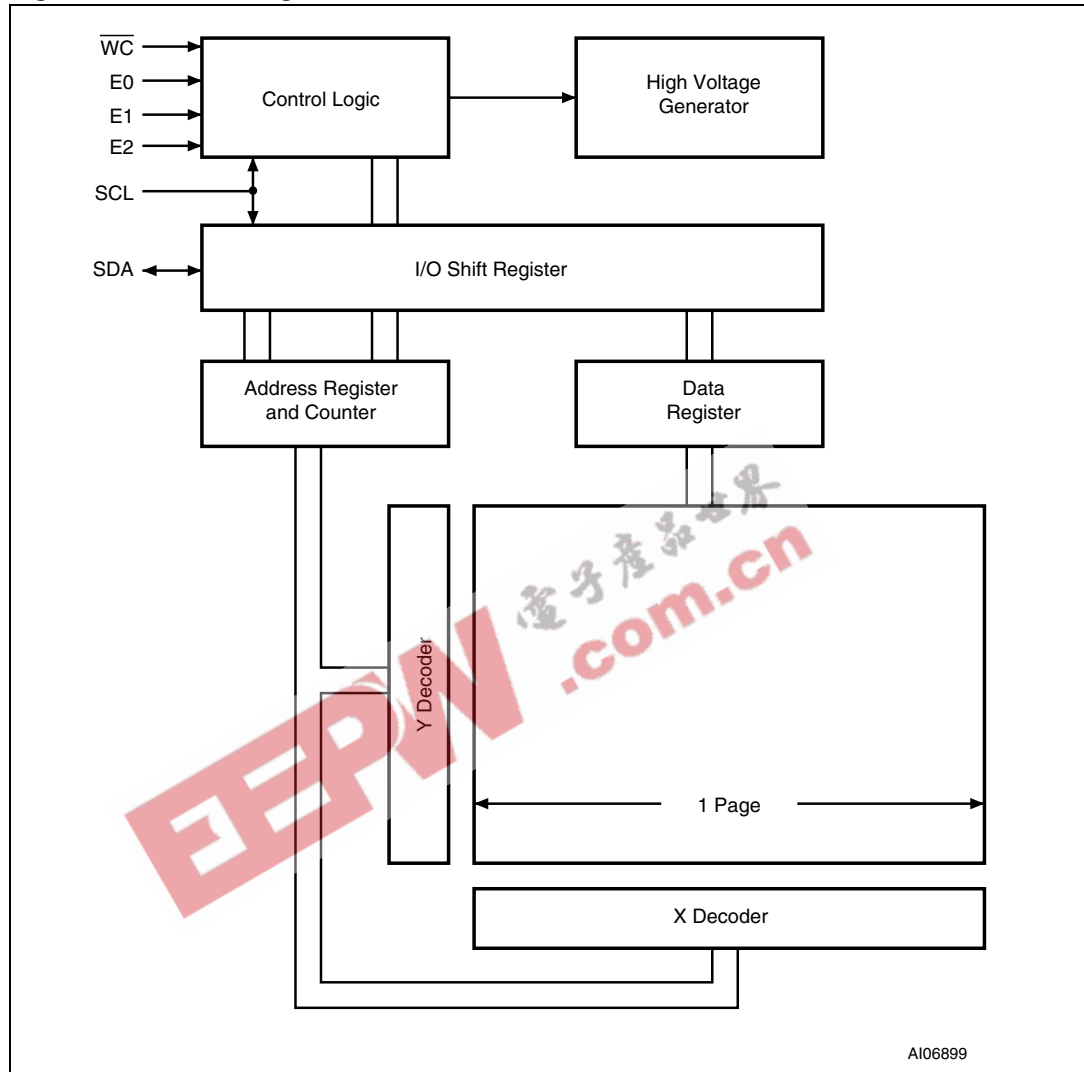 W̅C̅
E0
E1
E2
SCL
SDA
Control Logic
High Voltage
Generator
I/O Shift Register
Address Register
and Counter
Data
Register
電子產品世界
EEPW.com.cn
Y Decoder
1 Page
X Decoder
AI06899